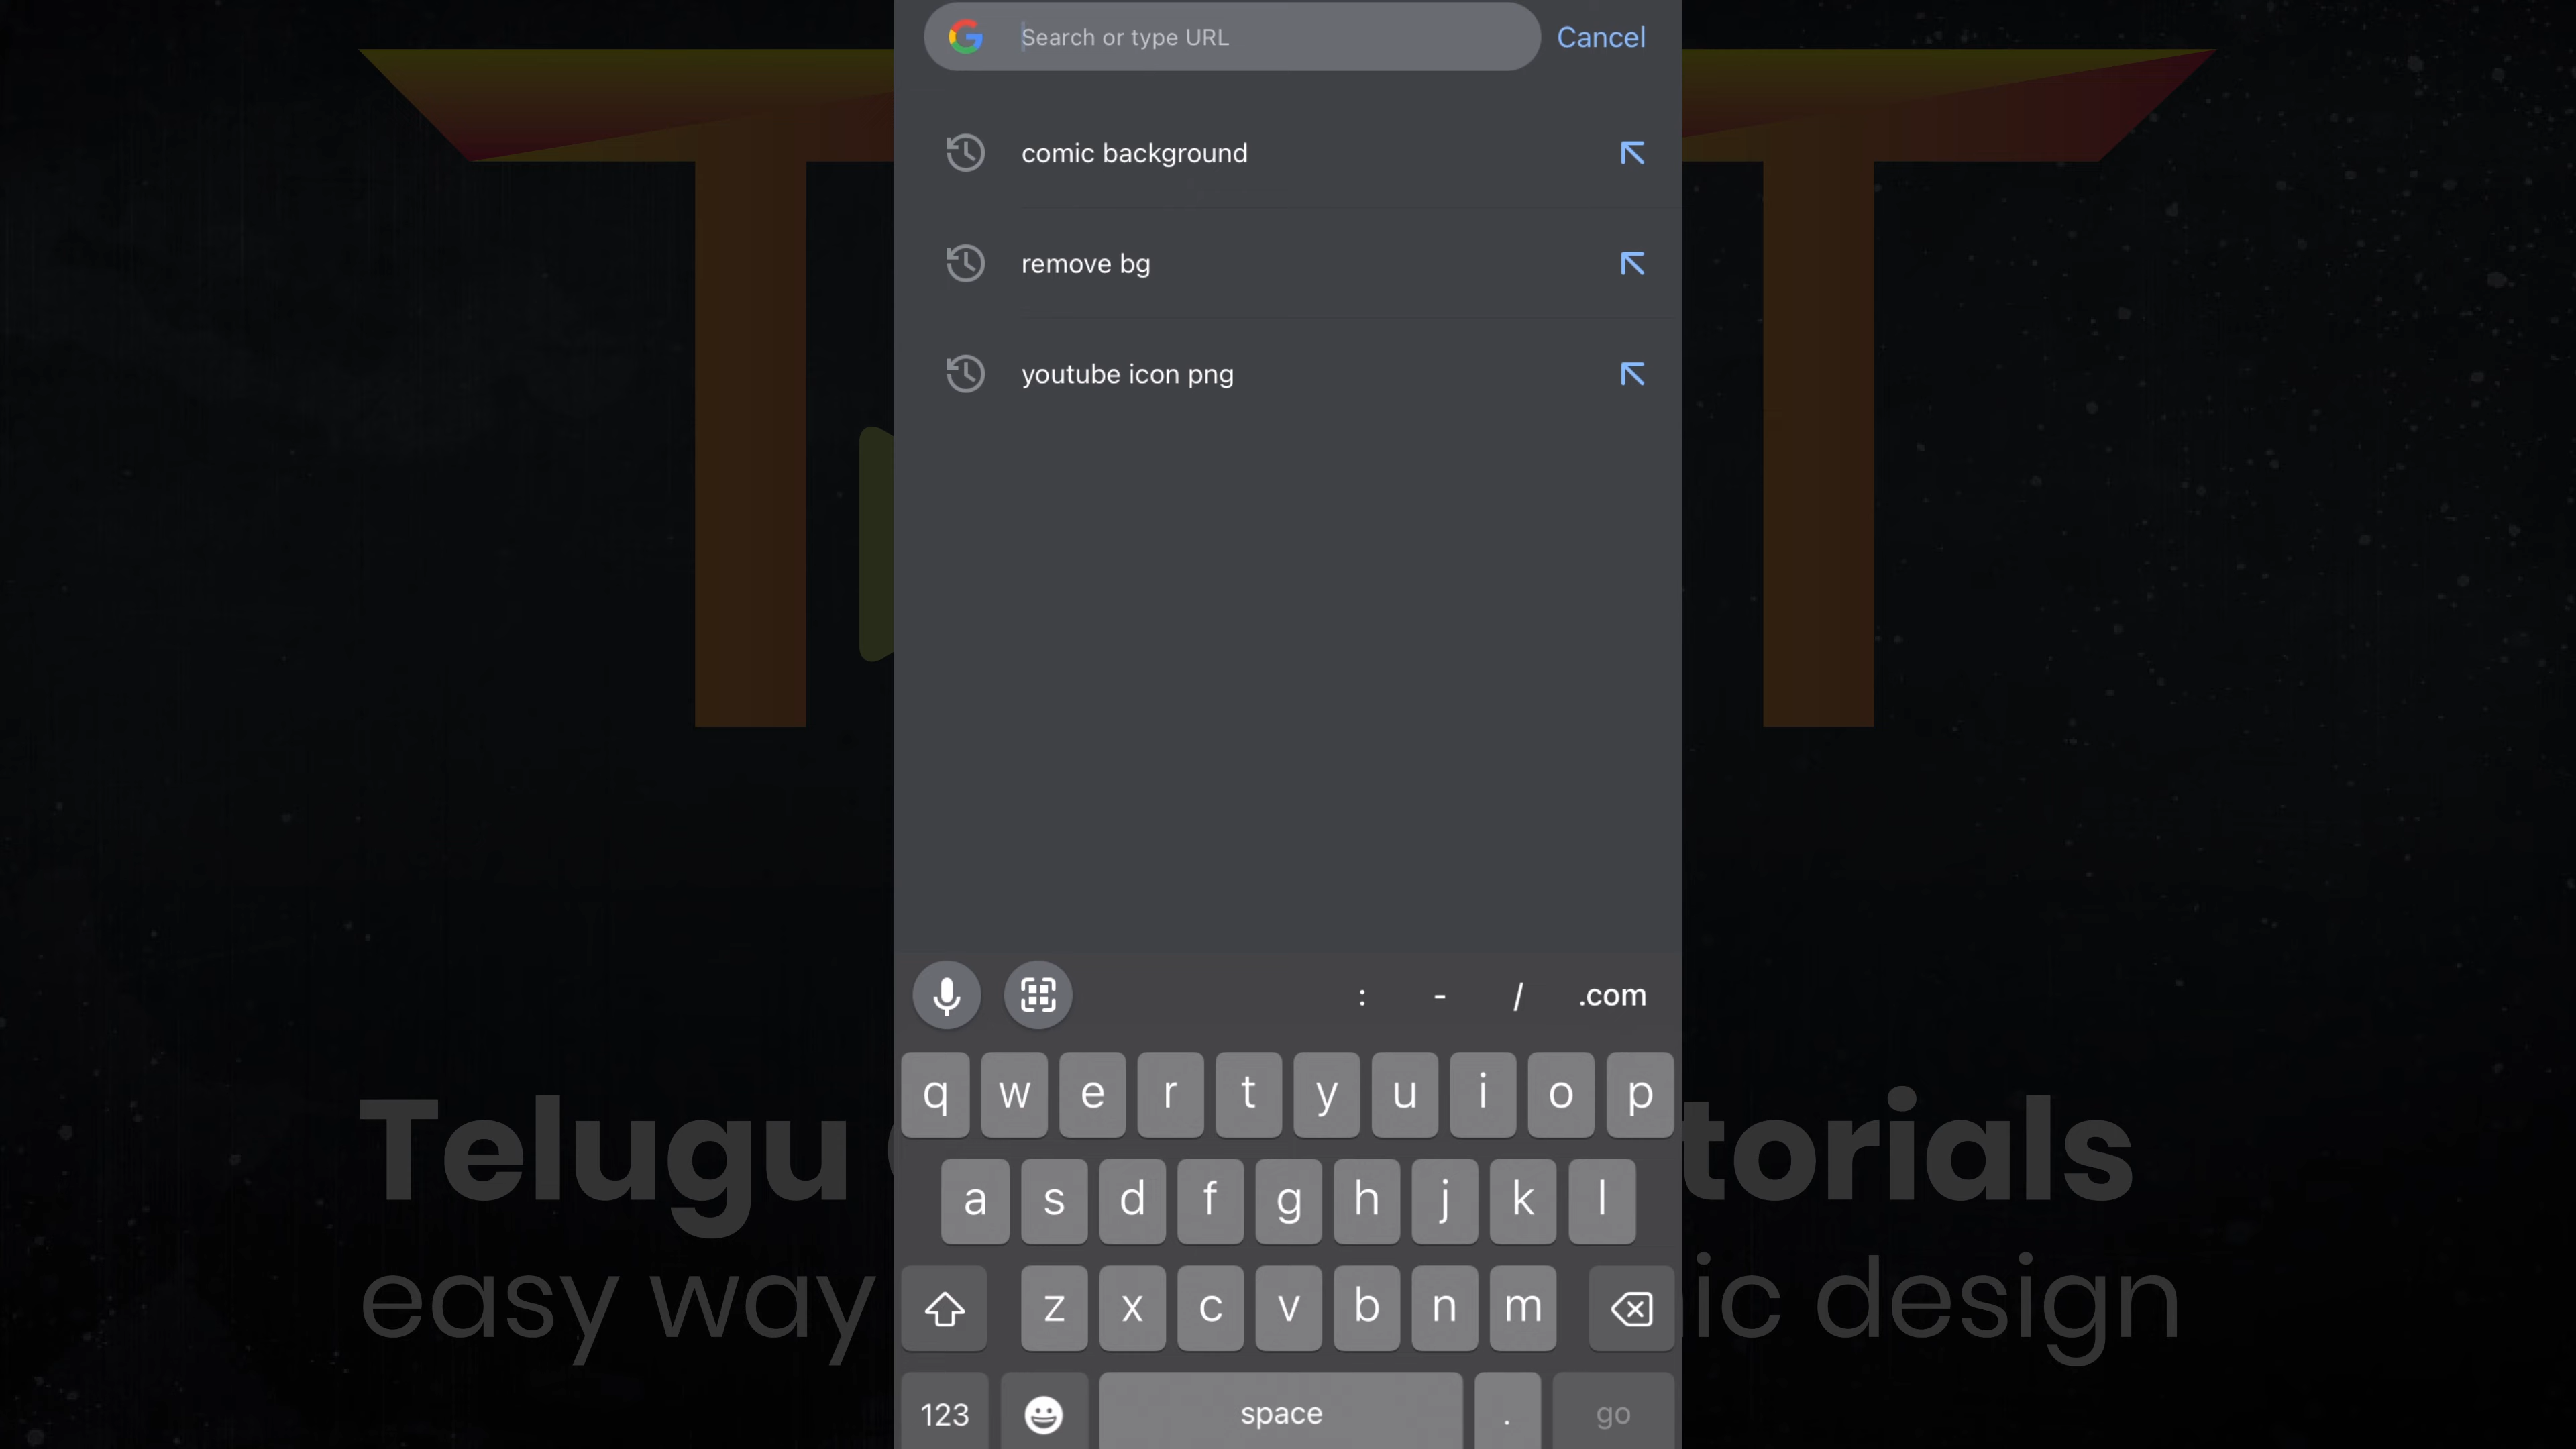 Search or type URL Cancel
comic background
remove bg
youtube icon png
: - / .com
q w e r t y u i o p
a s d f g h j k l
z x c v b n m
123 space . go
Telugu torials
easy way ic design